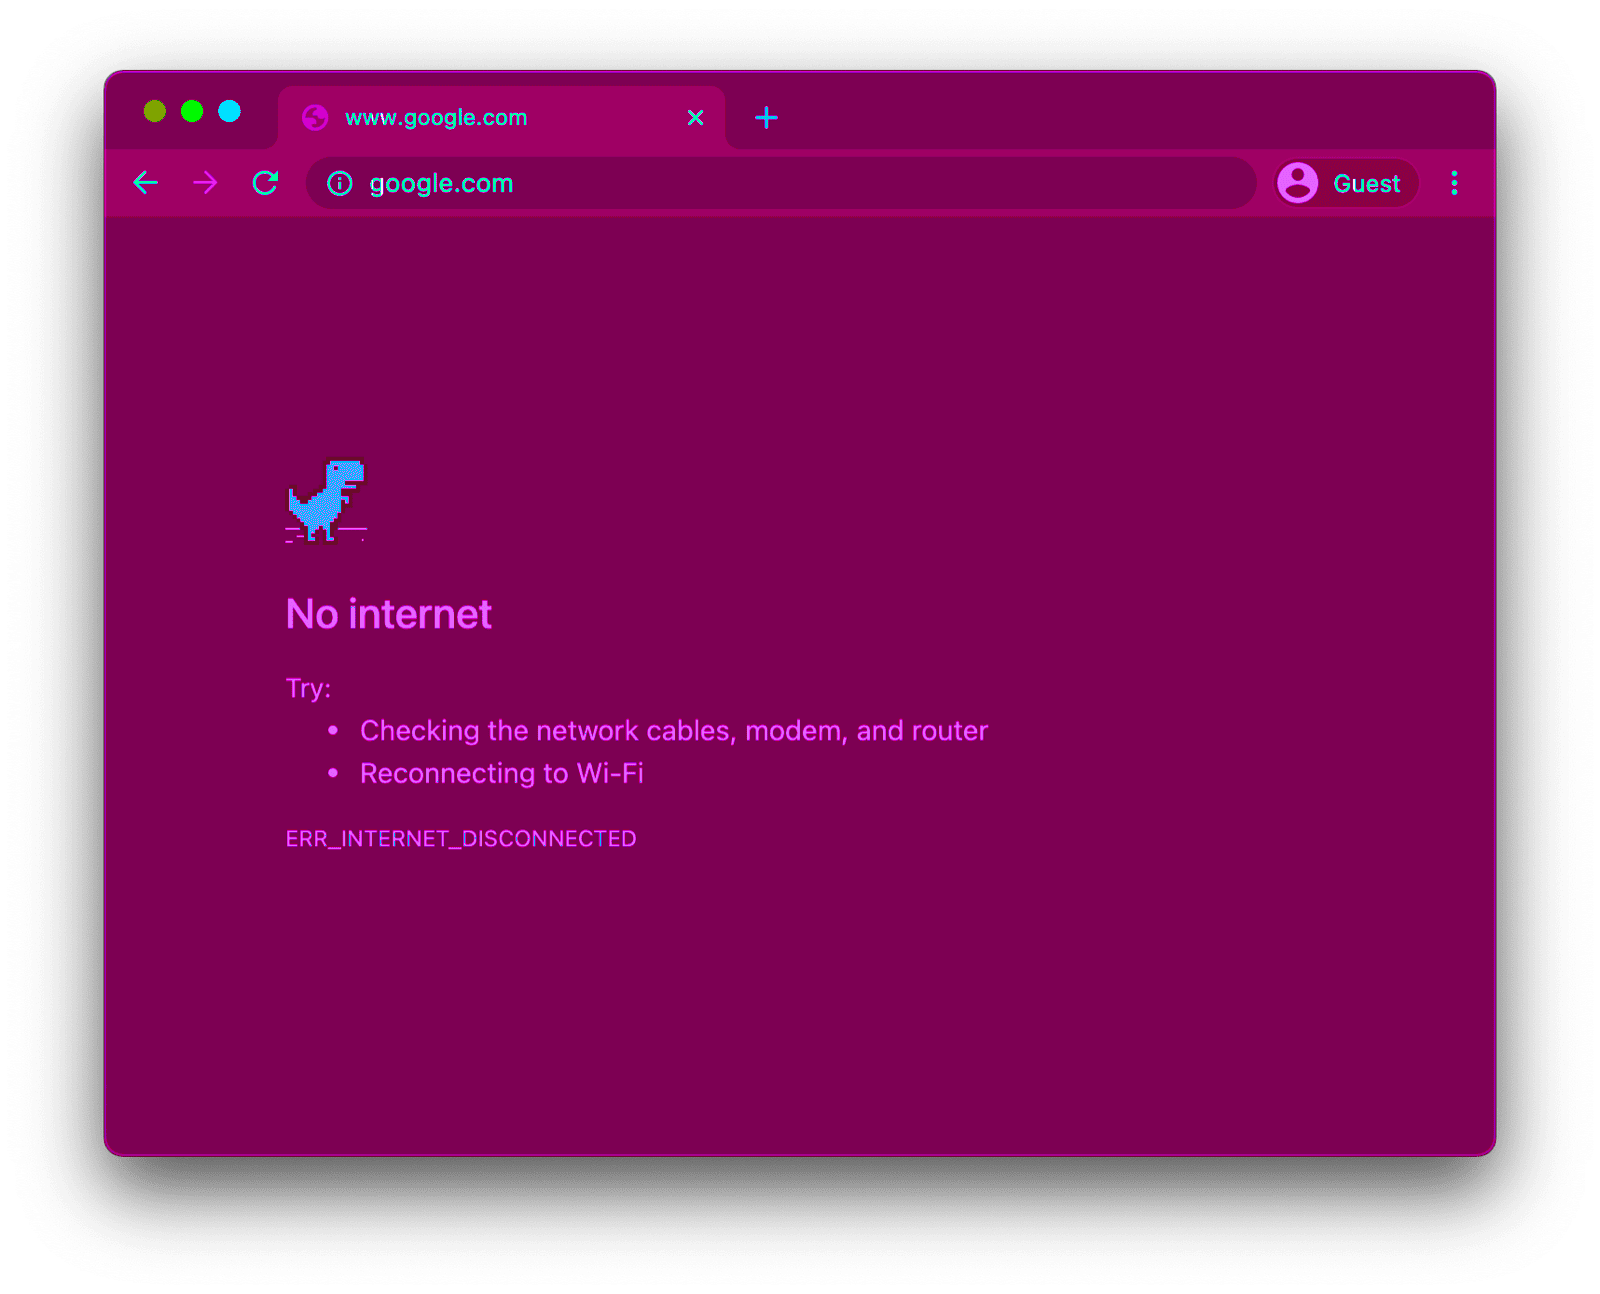 www.google.com
google.com
Guest
No internet
Try:
• Checking the network cables, modem, and router
• Reconnecting to Wi-Fi
ERR_INTERNET_DISCONNECTED